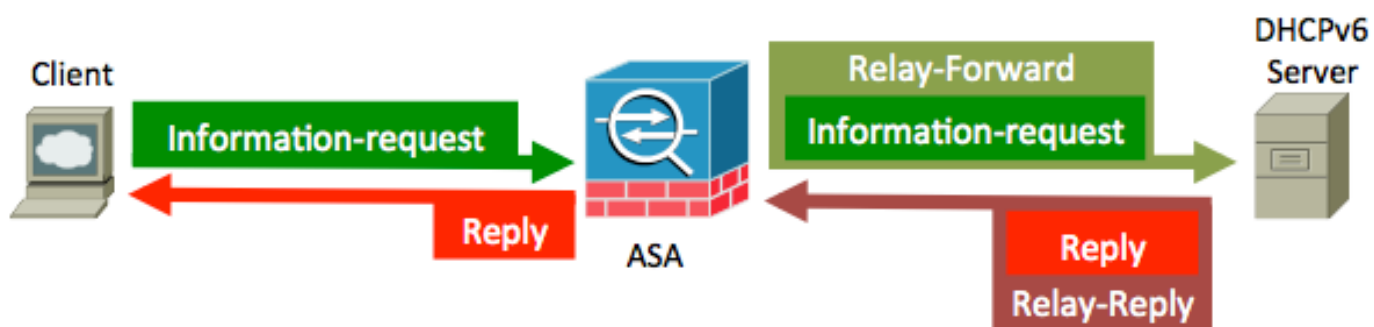 Client
Information-request
Reply
ASA
Relay-Forward
Information-request
Reply
Relay-Reply
DHCPv6
Server